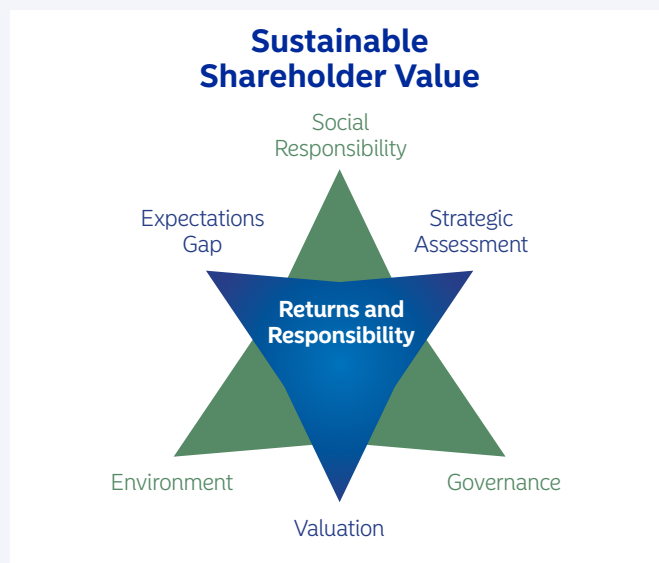 Sustainable
Shareholder Value
Social
Responsibility
Expectations
Gap
Strategic
Assessment
Returns and
Responsibility
Environment
Governance
Valuation